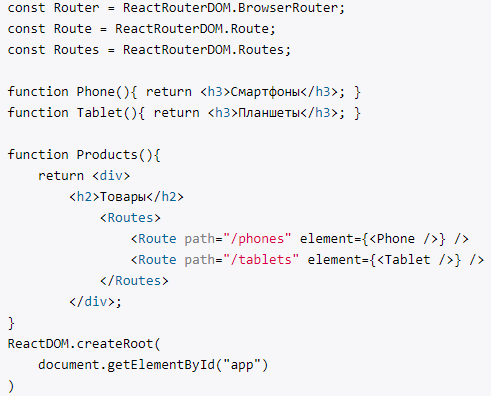 const Router = ReactRouterDOM.BrowserRouter;
const Route = ReactRouterDOM.Route;
const Routes = ReactRouterDOM.Routes;

function Phone(){ return <h3>Смартфоны</h3>; }
function Tablet(){ return <h3>Планшеты</h3>; }

function Products(){
    return <div>
        <h2>Товары</h2>
            <Routes>
                <Route path="/phones" element={<Phone />} />
                <Route path="/tablets" element={<Tablet />} />
            </Routes>
        </div>;
}
ReactDOM.createRoot(
    document.getElementById("app")
)